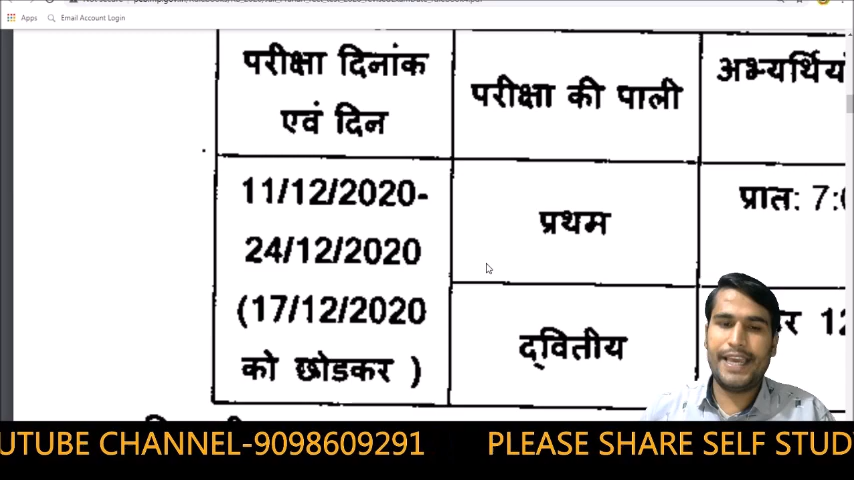 Apps Email Account Login
परीक्षा दिनांक
एवं दिन
परीक्षा की पाली
11/12/2020-
24/12/2020
(17/12/2020
को छोडकर )
प्रथम
प्रात: 7:
द्वितीय
12
UTUBE CHANNEL-9098609291 PLEASE SHARE SELF STUD